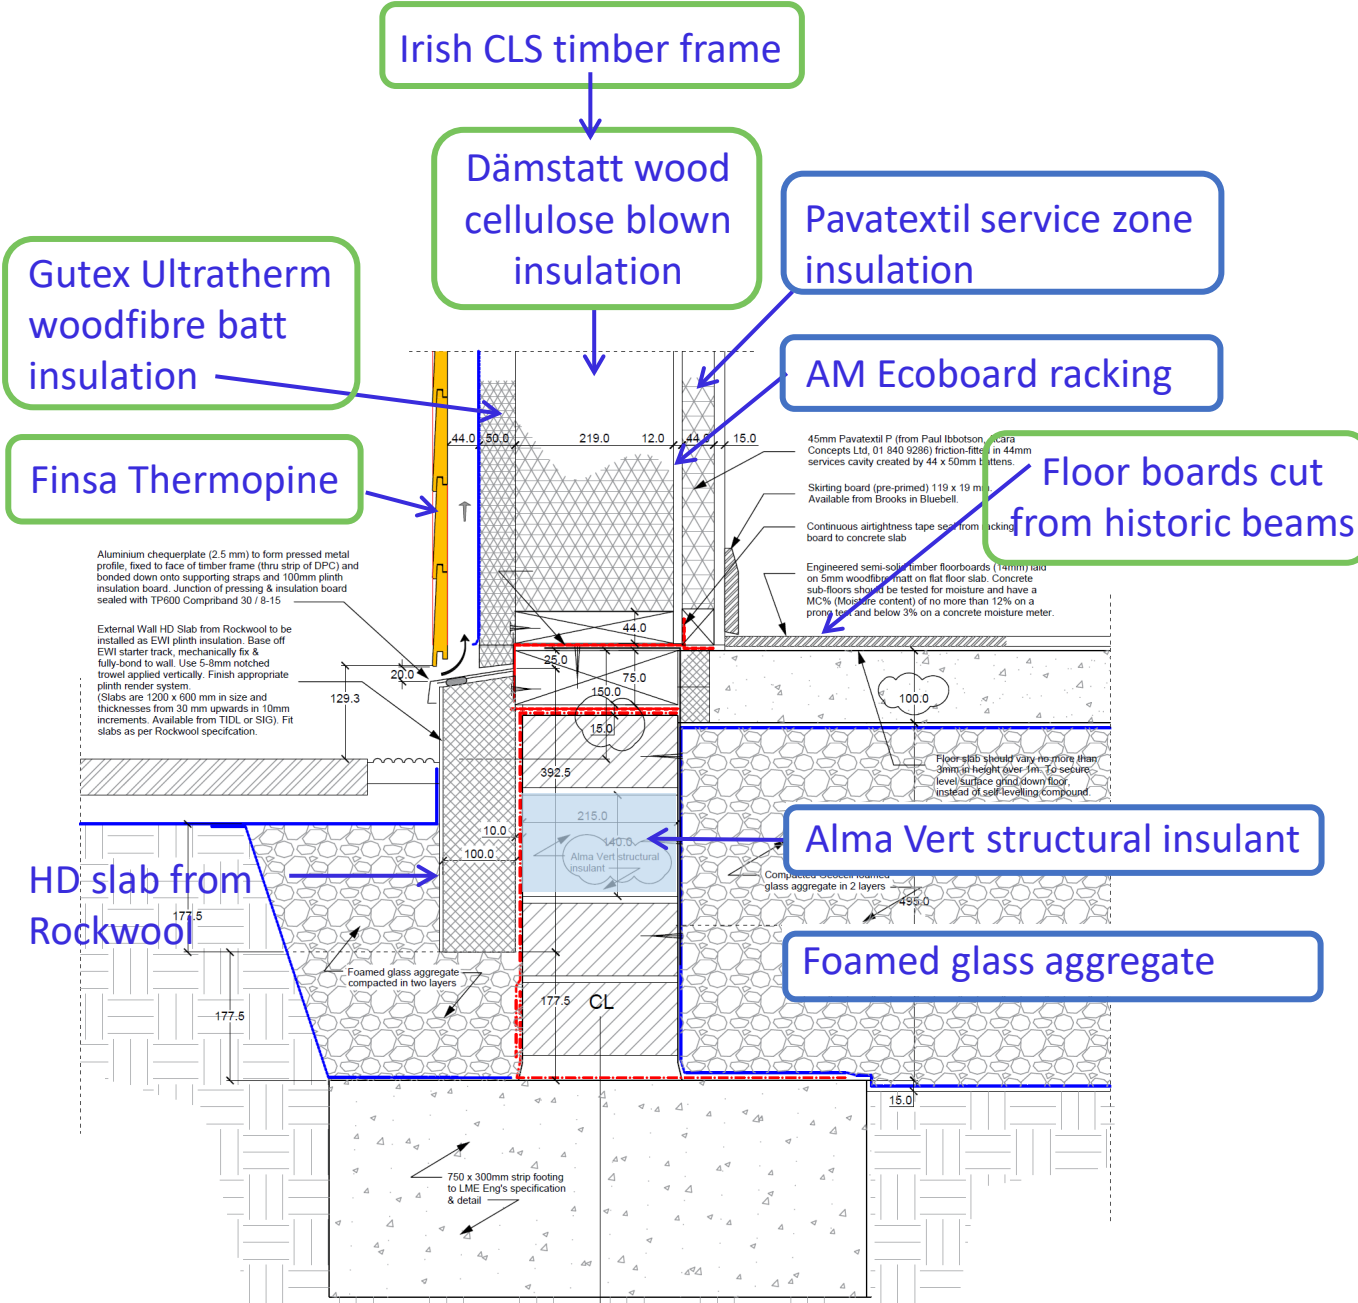 Irish CLS timber frame
Dämstatt wood
cellulose blown
insulation
Pavatextil service zone
insulation
Gutex Ultratherm
woodfibre batt
insulation
AM Ecoboard racking
Finsa Thermopine
Floor boards cut
from historic beams
44.0
50.0
219.0
12.0
44.0
15.0
45mm Pavatextil P (from Paul Ibbotson,
Concepts Ltd, 01 840 9286) friction-fitted in 44mm
services cavity created by 44 x 50mm battens.
Skirting board (pre-primed) 119 x 19 mm.
Available from Brooks in Bluebell.
Continuous airtightness tape seal from racking
board to concrete slab
Engineered semi-solid timber floorboards (14mm) laid
on 5mm woodfibre matt on flat floor slab. Concrete
sub-floors should be tested for moisture and have a
MC% (Moisture content) of no more than 12% on a
prong test and below 3% on a concrete moisture meter.
Aluminium chequerplate (2.5 mm) to form pressed metal
profile, fixed to face of timber frame (thru strip of DPC) and
bonded down onto supporting straps and 100mm plinth
insulation board. Junction of pressing & insulation board
sealed with TP600 Compriband 30 / 8-15
External Wall HD Slab from Rockwool to be
installed as EWI plinth insulation. Base off
EWI starter track, mechanically fix &
fully-bond to wall. Use 5-8mm notched
trowel applied vertically. Finish appropriate
plinth render system.
(Slabs are 1200 x 600 mm in size and
thicknesses from 30 mm upwards in 10mm
increments. Available from TIDL or SIG). Fit
slabs as per Rockwool specifcation.
44.0
25.0
75.0
20.0
129.3
150.0
100.0
15.0
Floor slab should vary no more than
3mm in height over 1m. To secure
level surface grind down floor,
instead of self-levelling compound
392.5
215.0
10.0
140.0
100.0
Alma Vert structural
insulant
Alma Vert structural insulant
Compacted Geocell foamed
glass aggregate in 2 layers
495.0
HD slab from
Rockwool
177.5
Foamed glass aggregate
Foamed glass aggregate
compacted in two layers
177.5
CL
177.5
15.0
750 x 300mm strip footing
to LME Eng's specification
& detail